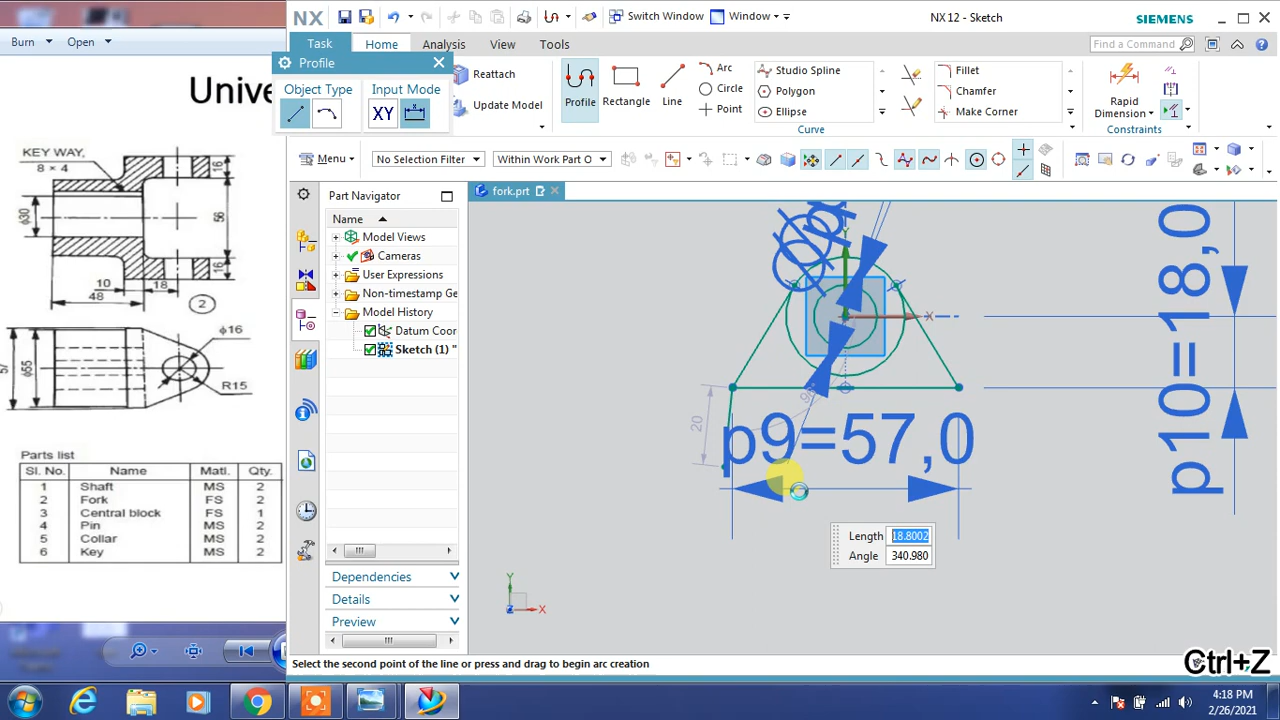 NX
Switch Window
Window
NX 12 - Sketch
SIEMENS
Burn
Open
Task
Home
Analysis
View
Tools
Find a Command
Profile
Object Type
Input Mode
XY
Reattach
Update Model
Profile
Rectangle
Line
Arc
Circle
Point
Studio Spline
Polygon
Ellipse
Fillet
Chamfer
Make Corner
Rapid
Dimension
Curve
Constraints
Unive
Menu
No Selection Filter
Within Work Part O
fork.prt
Part Navigator
Name
Model Views
Cameras
User Expressions
Non-timestamp Ge
Model History
Datum Coor
Sketch (1) "
Dependencies
Details
Preview
KEY WAY,
8 × 4
ϕ30
16
56
16
10
18
48
2
57
ϕ55
ϕ16
R15
Parts list
Sl. No.
Name
Matl.
Qty.
1
Shaft
MS
2
2
Fork
FS
2
3
Central block
FS
1
4
Pin
MS
2
5
Collar
MS
2
6
Key
MS
2
Y
X
20
p9=57,0
p10=18,0
Length
18.8002
Angle
340.980
Y
Z
X
Select the second point of the line or press and drag to begin arc creation
Ctrl+Z
4:18 PM
2/26/2021